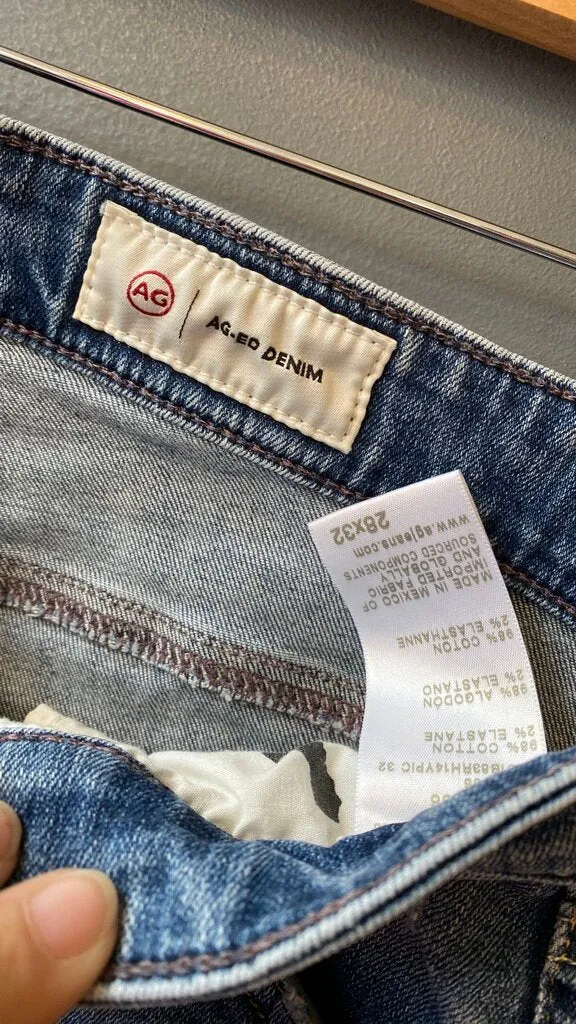 AG
AG-ED DENIM
98% COTTON
2% ELASTANE
98% ALGODÓN
2% ELASTANO
98% COTON
2% ELASTHANNE
MADE IN MEXICO OF
IMPORTED FABRIC
AND GLOBALLY
SOURCED COMPONENTS
www.agjeans.com
28x32